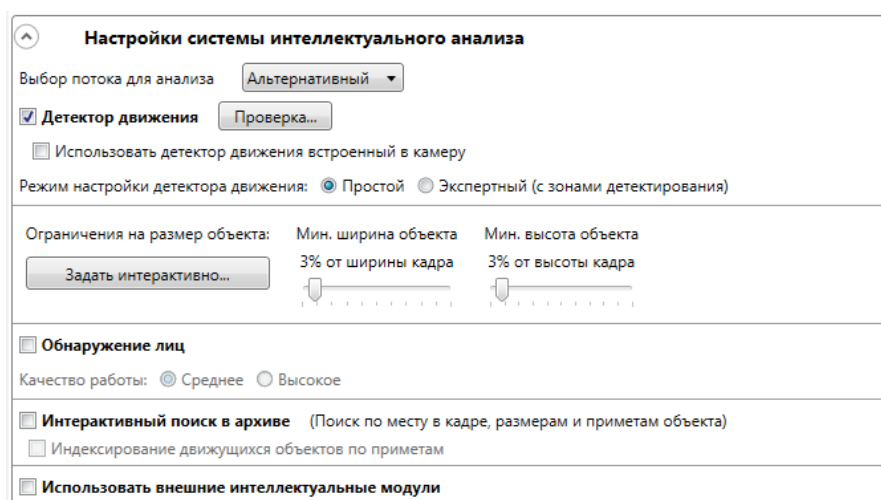 Настройки системы интеллектуального анализа
Выбор потока для анализа Альтернативный
Детектор движения Проверка...
Использовать детектор движения встроенный в камеру
Режим настройки детектора движения: Простой Экспертный (с зонами детектирования)
Ограничения на размер объекта: Мин. ширина объекта Мин. высота объекта
3% от ширины кадра 3% от высоты кадра
Задать интерактивно...
Обнаружение лиц
Качество работы: Среднее Высокое
Интерактивный поиск в архиве (Поиск по месту в кадре, размерам и приметам объекта)
Индексирование движущихся объектов по приметам
Использовать внешние интеллектуальные модули